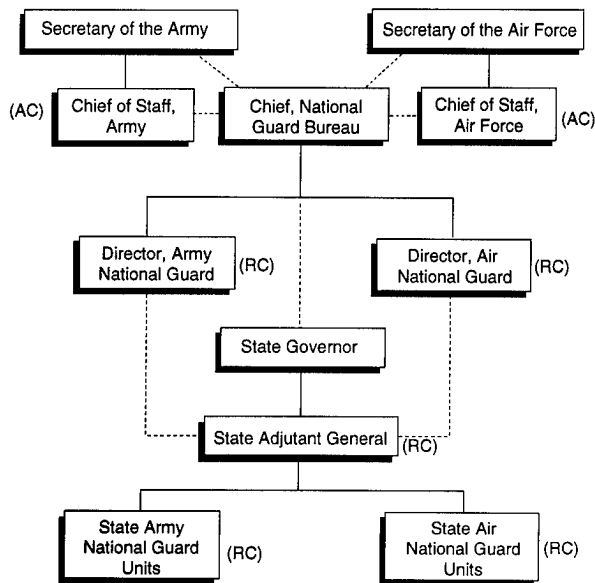 Secretary of the Army
Secretary of the Air Force
(AC)
Chief of Staff,
Army
Chief, National
Guard Bureau
Chief of Staff,
Air Force
(AC)
Director, Army
National Guard
(RC)
Director, Air
National Guard
(RC)
State Governor
State Adjutant General
(RC)
State Army
National Guard
Units
(RC)
State Air
National Guard
Units
(RC)